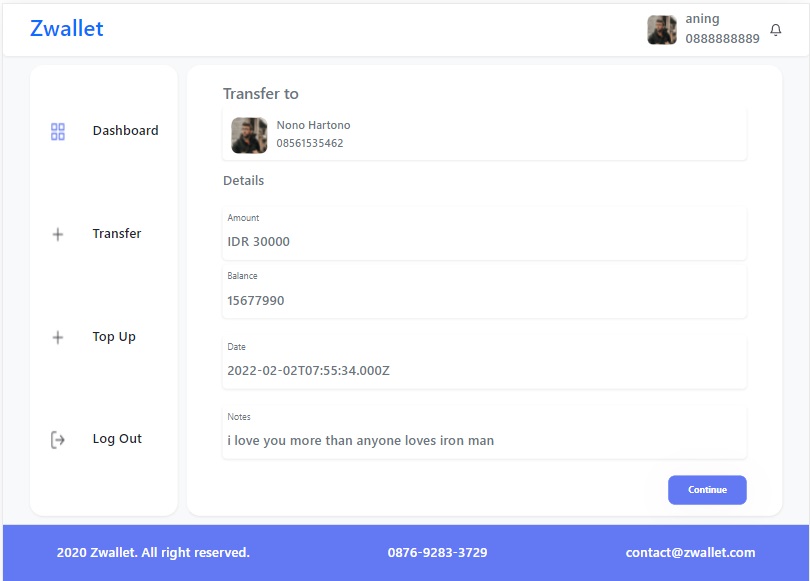 Zwallet
aning
0888888889
Dashboard
Transfer
Top Up
Log Out
Transfer to
Nono Hartono
08561535462
Details
Amount
IDR 30000
Balance
15677990
Date
2022-02-02T07:55:34.000Z
Notes
i love you more than anyone loves iron man
Continue
2020 Zwallet. All right reserved.
0876-9283-3729
contact@zwallet.com